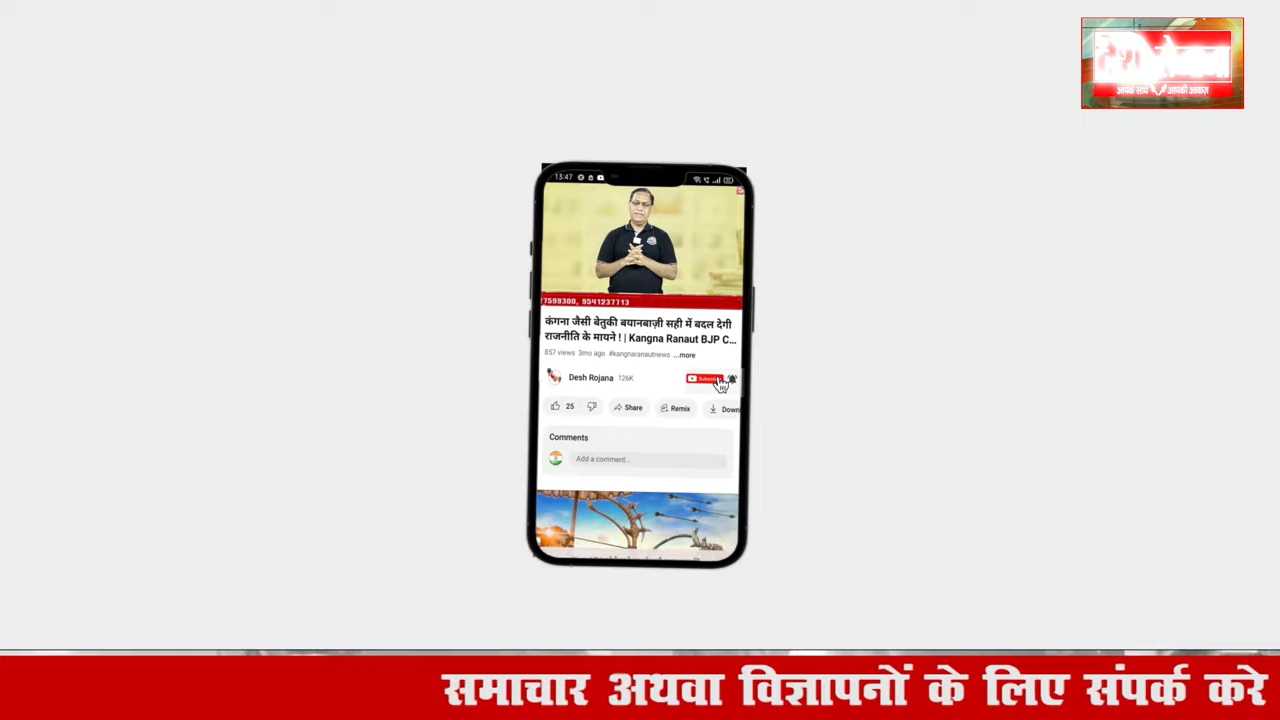 देश रोजाना
आपके साथ आपकी आवाज़
13:47
27599300, 9541237713
कंगना जैसी बेतुकी बयानबाज़ी सही में बदल देगी
राजनीति के मायने ! | Kangna Ranaut BJP C...
857 views 3mo ago #kangnaranautnews ...more
Desh Rojana 126K
25 Share Remix Down
Comments
Add a comment...
समाचार अथवा विज्ञापनों के लिए संपर्क करे